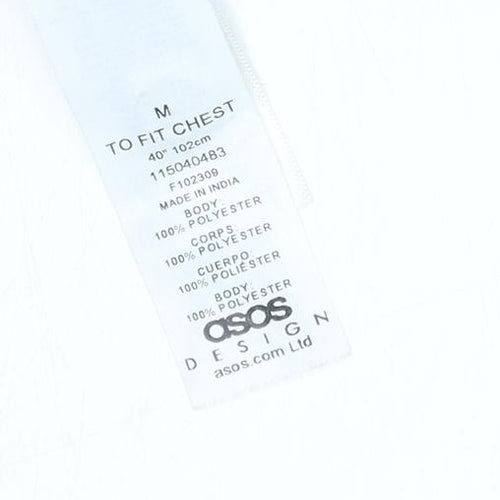 M
TO FIT CHEST
40" 102cm
115040483
F102309
MADE IN INDIA
BODY:
100% POLYESTER
CORPS:
100% POLYESTER
CUERPO:
100% POLIÉSTER
BODY:
100% POLYESTER
asos
DESIGN
asos.com Ltd